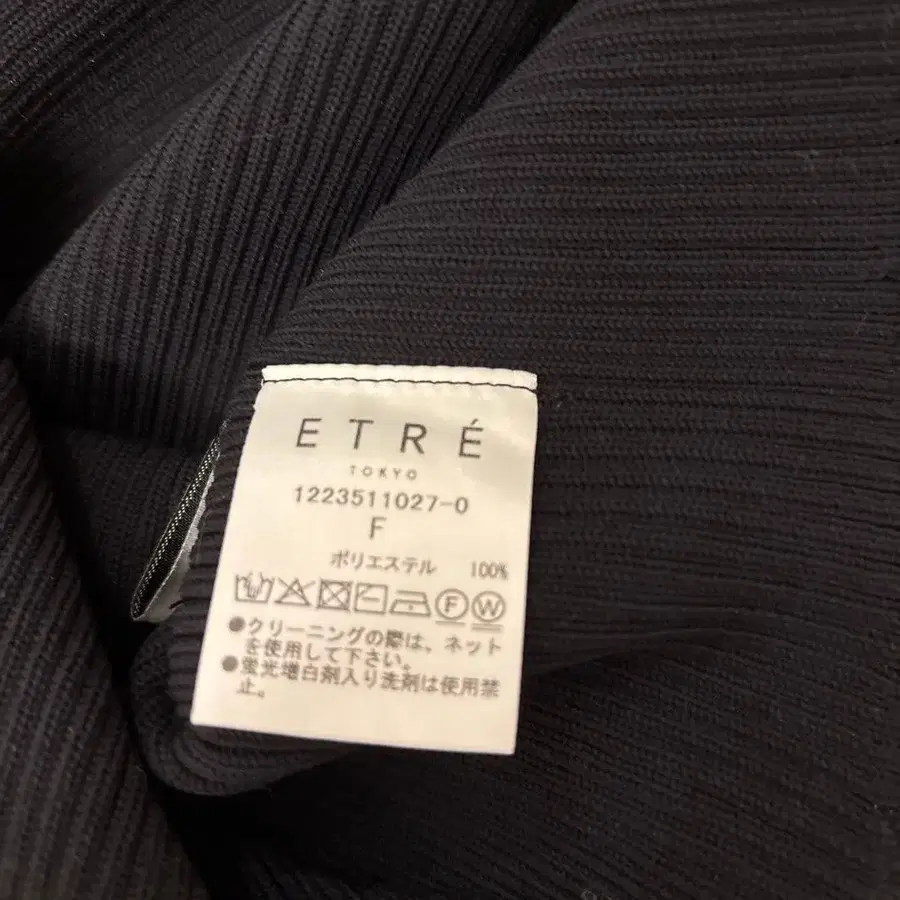 ETRÉ
TOKYO
1223511027-0
F
ポリエステル 100%
F W
●クリーニングの際は、ネット
を使用して下さい。
●蛍光増白剤入り洗剤は使用禁
止。